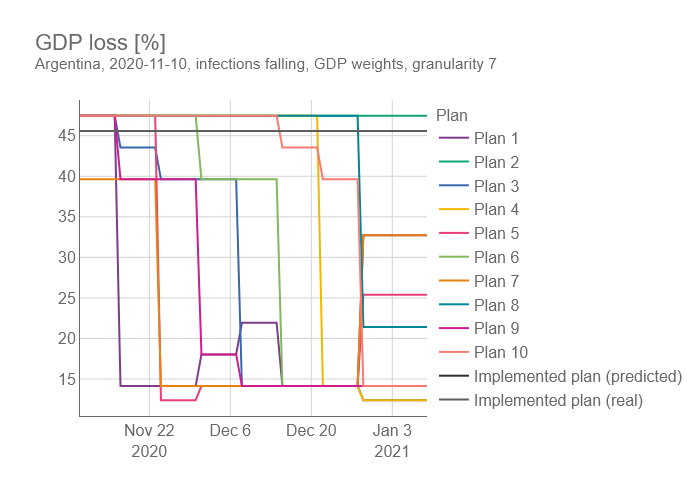 GDP loss [%]
Argentina, 2020-11-10, infections falling, GDP weights, granularity 7
Plan
Plan 1
Plan 2
Plan 3
Plan 4
Plan 5
Plan 6
Plan 7
Plan 8
Plan 9
Plan 10
Implemented plan (predicted)
Implemented plan (real)
45
40
35
30
25
20
15
Nov 22
2020
Dec 6
Dec 20
Jan 3
2021